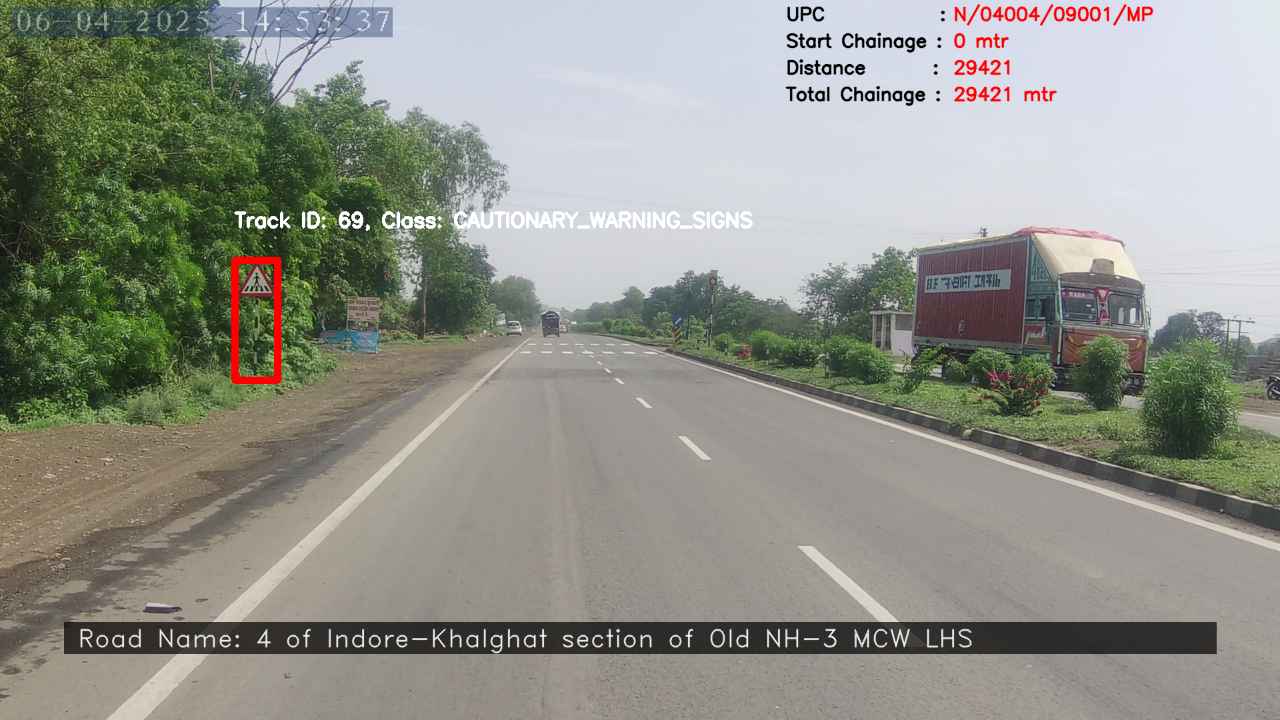 06-04-2025 14:53:37
UPC : N/04004/09001/MP
Start Chainage : 0 mtr
Distance : 29421
Total Chainage : 29421 mtr
Track ID: 69, Class: CAUTIONARY_WARNING_SIGNS
Road Name: 4 of Indore-Khalghat section of Old NH-3 MCW LHS